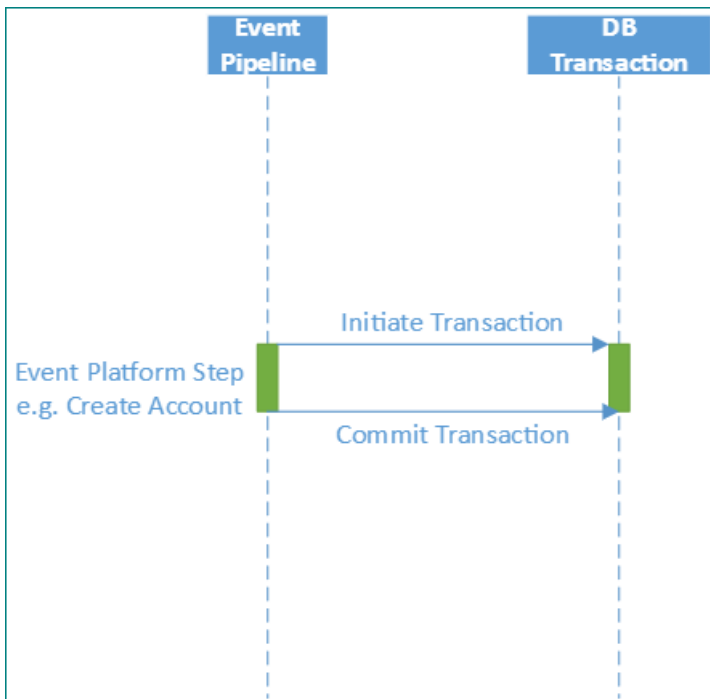 Event
Pipeline
DB
Transaction
Initiate Transaction
Event Platform Step
e.g. Create Account
Commit Transaction